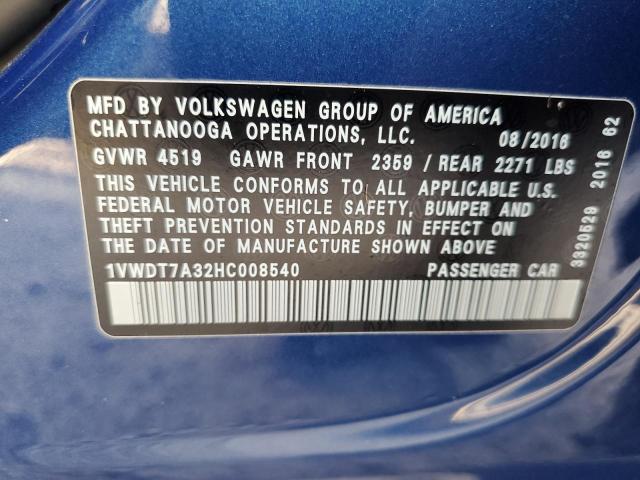 MFD BY VOLKSWAGEN GROUP OF AMERICA
CHATTANOOGA OPERATIONS, LLC. 08/2016
GVWR 4519 GAWR FRONT 2359 / REAR 2271 LBS
THIS VEHICLE CONFORMS TO ALL APPLICABLE U.S.
FEDERAL MOTOR VEHICLE SAFETY, BUMPER AND
THEFT PREVENTION STANDARDS IN EFFECT ON
THE DATE OF MANUFACTURE SHOWN ABOVE
1VWDT7A32HC008540 PASSENGER CAR
3320529 2016 62